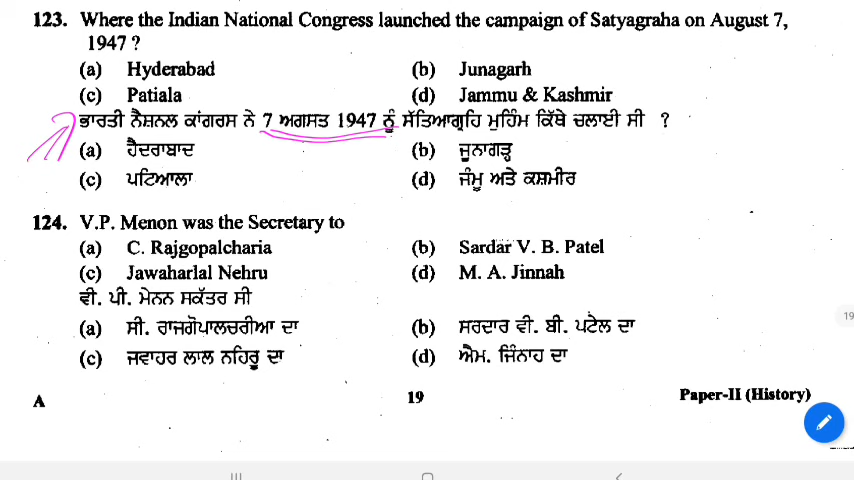 123. Where the Indian National Congress launched the campaign of Satyagraha on August 7,
1947 ?
(a) Hyderabad (b) Junagarh
(c) Patiala (d) Jammu & Kashmir
ਭਾਰਤੀ ਨੈਸ਼ਨਲ ਕਾਂਗਰਸ ਨੇ 7 ਅਗਸਤ 1947 ਨੂੰ ਸੱਤਿਆਗ੍ਰਹਿ ਮੁਹਿੰਮ ਕਿੱਥੇ ਚਲਾਈ ਸੀ ?
(a) ਹੈਦਰਾਬਾਦ (b) ਜੂਨਾਗੜ੍ਹ
(c) ਪਟਿਆਲਾ (d) ਜੰਮੂ ਅਤੇ ਕਸ਼ਮੀਰ
124. V.P. Menon was the Secretary to
(a) C. Rajgopalcharia (b) Sardar V. B. Patel
(c) Jawaharlal Nehru (d) M. A. Jinnah
ਵੀ. ਪੀ. ਮੇਨਨ ਸਕੱਤਰ ਸੀ
(a) ਸੀ. ਰਾਜਗੋਪਾਲਚਰੀਆ ਦਾ (b) ਸਰਦਾਰ ਵੀ. ਬੀ. ਪਟੇਲ ਦਾ
(c) ਜਵਾਹਰ ਲਾਲ ਨਹਿਰੂ ਦਾ (d) ਐਮ. ਜਿੰਨਾਹ ਦਾ
19
A 19 Paper-II (History)